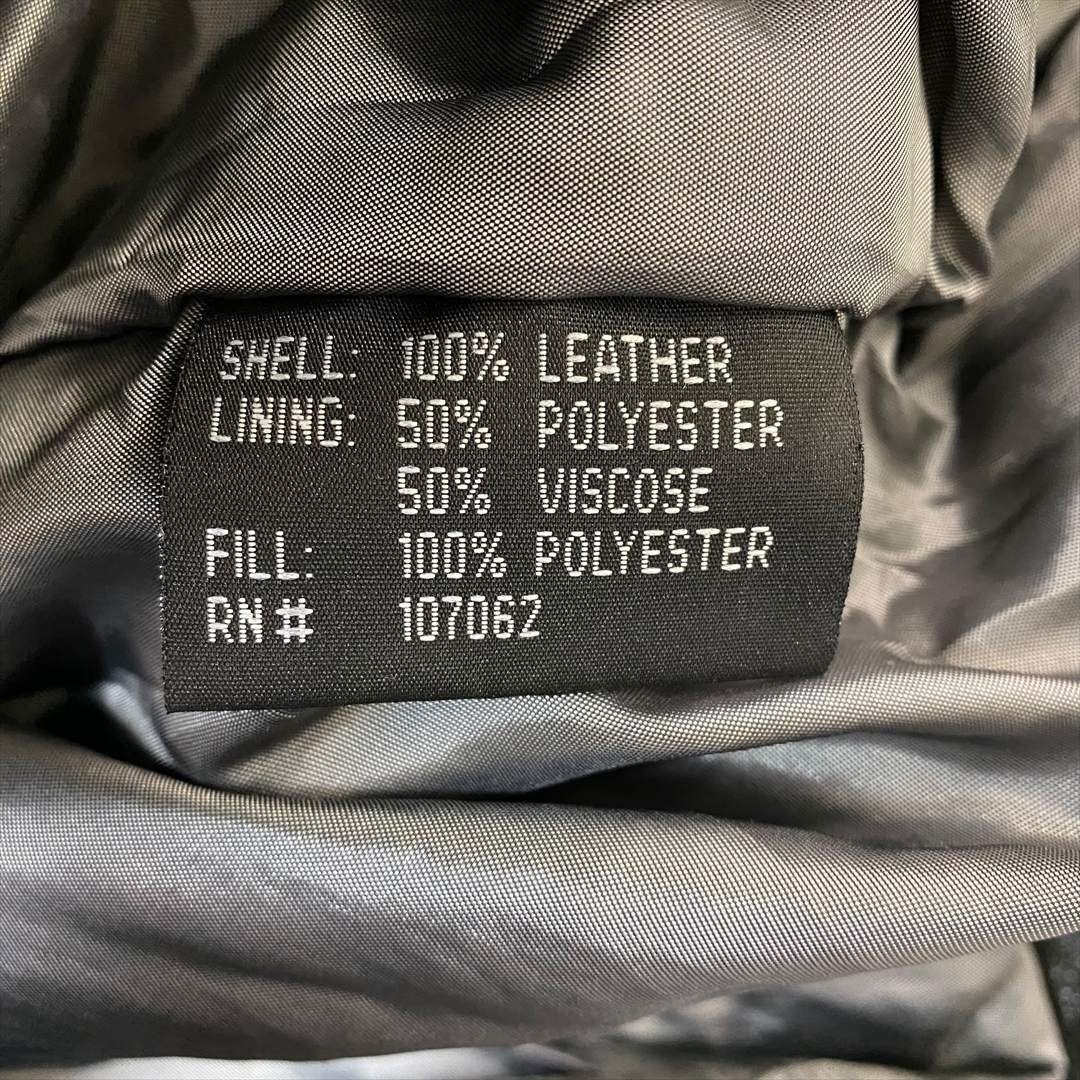 SHELL: 100% LEATHER
LINING: 50% POLYESTER
50% VISCOSE
FILL: 100% POLYESTER
RN# 107062